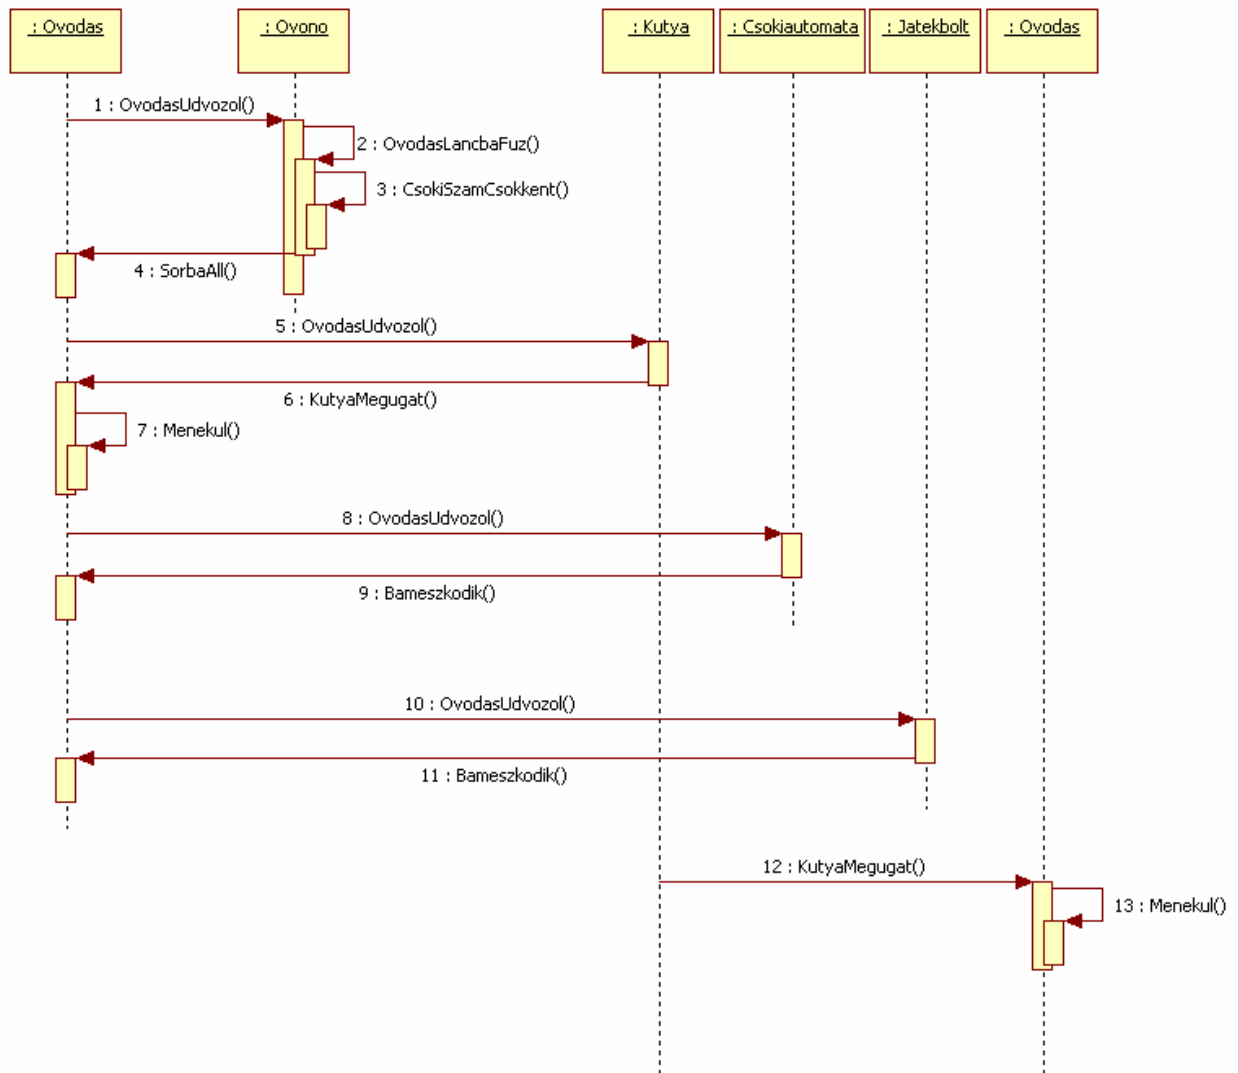 : Ovodas
: Ovono
: Kutya
: Csokiautomata
: Jatekbolt
: Ovodas
1 : OvodasUdvozol()
2 : OvodasLancbaFuz()
3 : CsokiSzamCsokkent()
4 : SorbaAll()
5 : OvodasUdvozol()
6 : KutyaMegugat()
7 : Menekul()
8 : OvodasUdvozol()
9 : Bameszkodik()
10 : OvodasUdvozol()
11 : Bameszkodik()
12 : KutyaMegugat()
13 : Menekul()